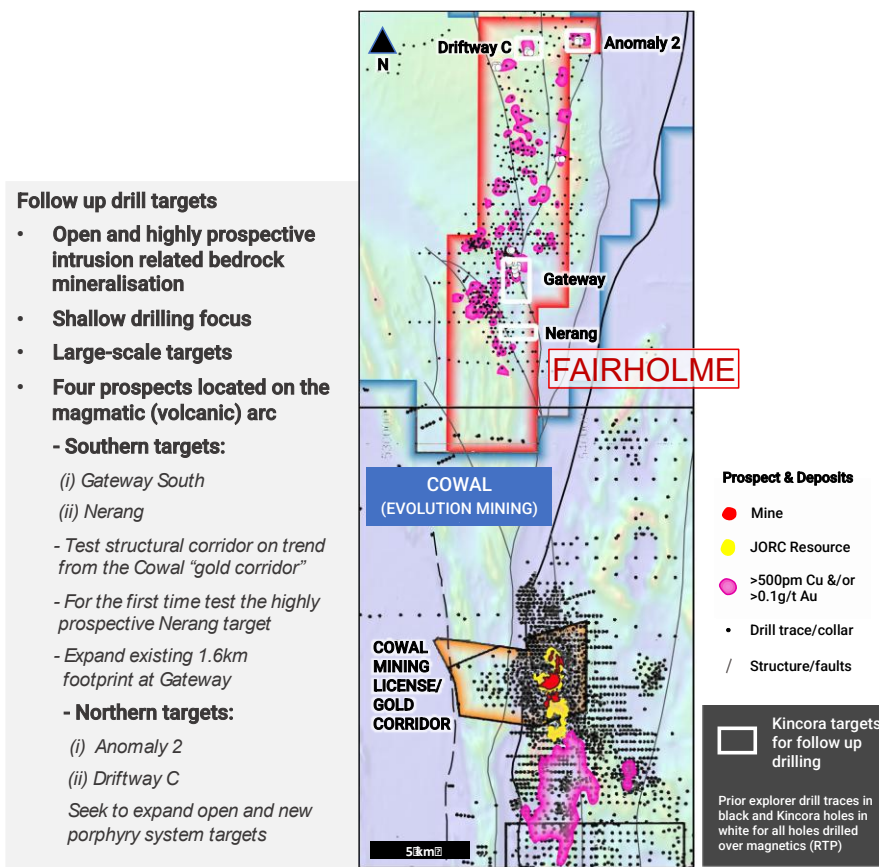 Follow up drill targets
• Open and highly prospective
intrusion related bedrock
mineralisation
• Shallow drilling focus
• Large-scale targets
• Four prospects located on the
magmatic (volcanic) arc
- Southern targets:
(i) Gateway South
(ii) Nerang
- Test structural corridor on trend
from the Cowal “gold corridor”
- For the first time test the highly
prospective Nerang target
- Expand existing 1.6km
footprint at Gateway
- Northern targets:
(i) Anomaly 2
(ii) Driftway C
Seek to expand open and new
porphyry system targets
N
Driftway C
Anomaly 2
Gateway
Nerang
FAIRHOLME
COWAL
(EVOLUTION MINING)
COWAL
MINING
LICENSE/
GOLD
CORRIDOR
5 km
Prospect & Deposits
Mine
JORC Resource
>500pm Cu &/or
>0.1g/t Au
Drill trace/collar
Structure/faults
Kincora targets
for follow up
drilling
Prior explorer drill traces in
black and Kincora holes in
white for all holes drilled
over magnetics (RTP)